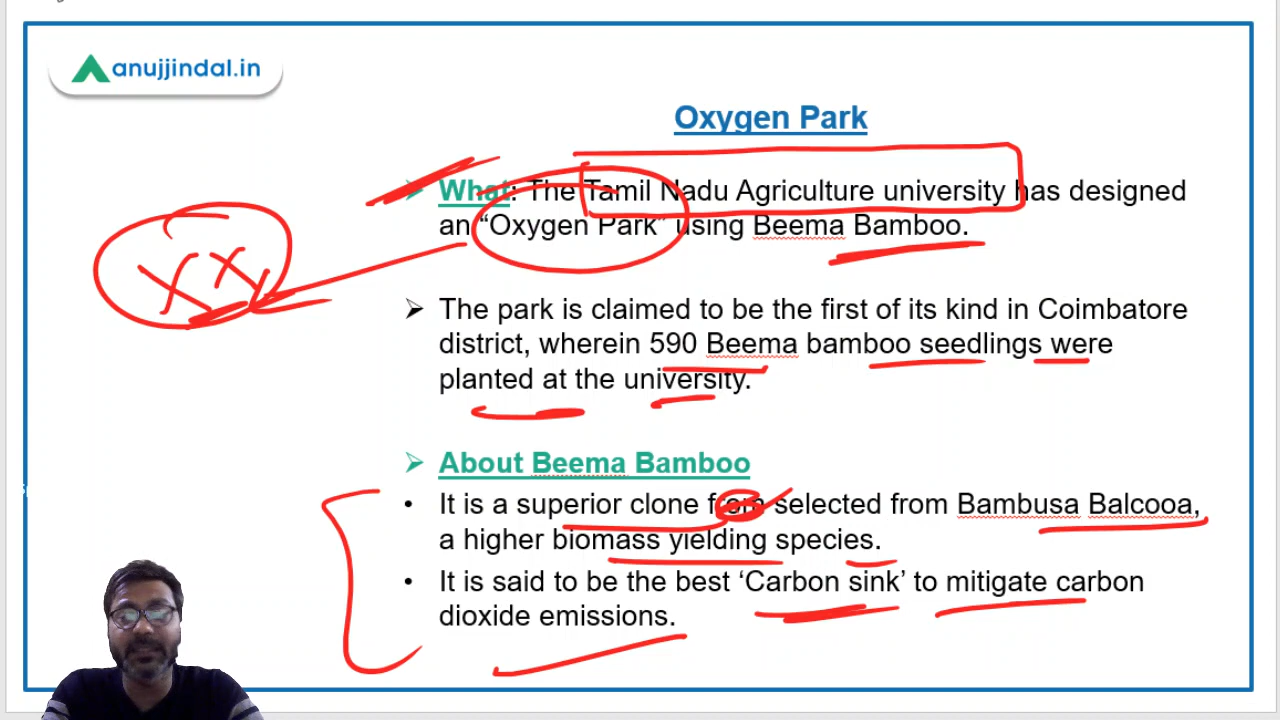 anujjindal.in
Oxygen Park
What: The Tamil Nadu Agriculture university has designed
an “Oxygen Park” using Beema Bamboo.
XX
The park is claimed to be the first of its kind in Coimbatore
district, wherein 590 Beema bamboo seedlings were
planted at the university.
About Beema Bamboo
• It is a superior clone from selected from Bambusa Balcooa,
a higher biomass yielding species.
• It is said to be the best ‘Carbon sink’ to mitigate carbon
dioxide emissions.